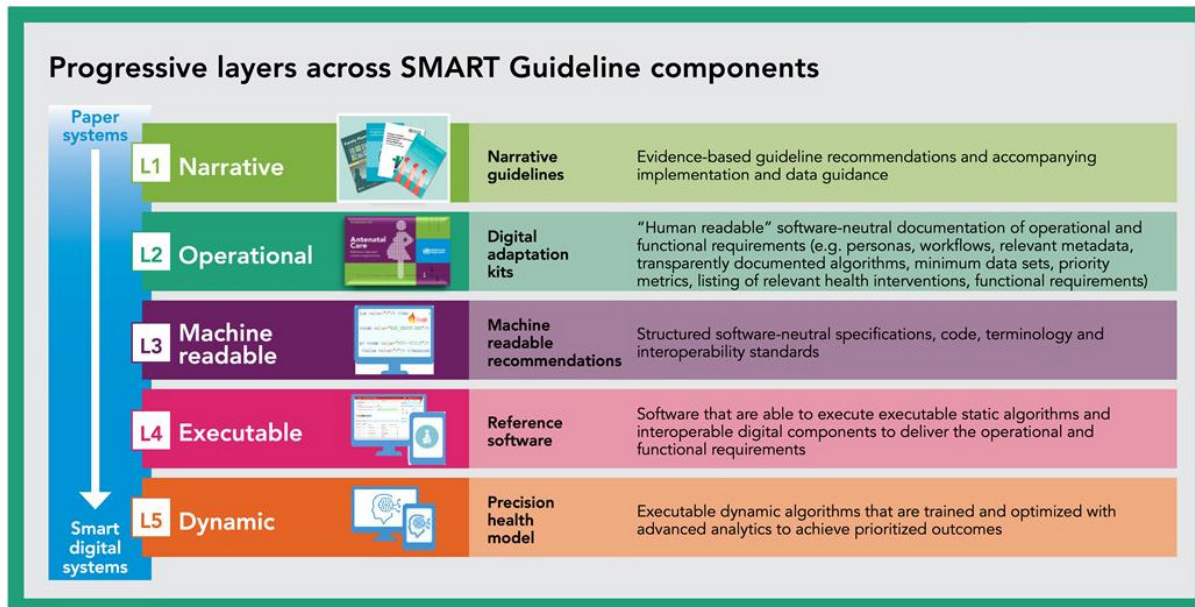 Progressive layers across SMART Guideline components
Paper
systems
L1 Narrative
Narrative
guidelines
Evidence-based guideline recommendations and accompanying
implementation and data guidance
L2 Operational
Antenatal
Care
Digital
adaptation
kits
“Human readable” software-neutral documentation of operational and
functional requirements (e.g. personas, workflows, relevant metadata,
transparently documented algorithms, minimum data sets, priority
metrics, listing of relevant health interventions, functional requirements)
L3 Machine
readable
Machine
readable
recommendations
Structured software-neutral specifications, code, terminology and
interoperability standards
L4 Executable
Reference
software
Software that are able to execute executable static algorithms and
interoperable digital components to deliver the operational and
functional requirements
L5 Dynamic
Precision
health
model
Executable dynamic algorithms that are trained and optimized with
advanced analytics to achieve prioritized outcomes
Smart
digital
systems